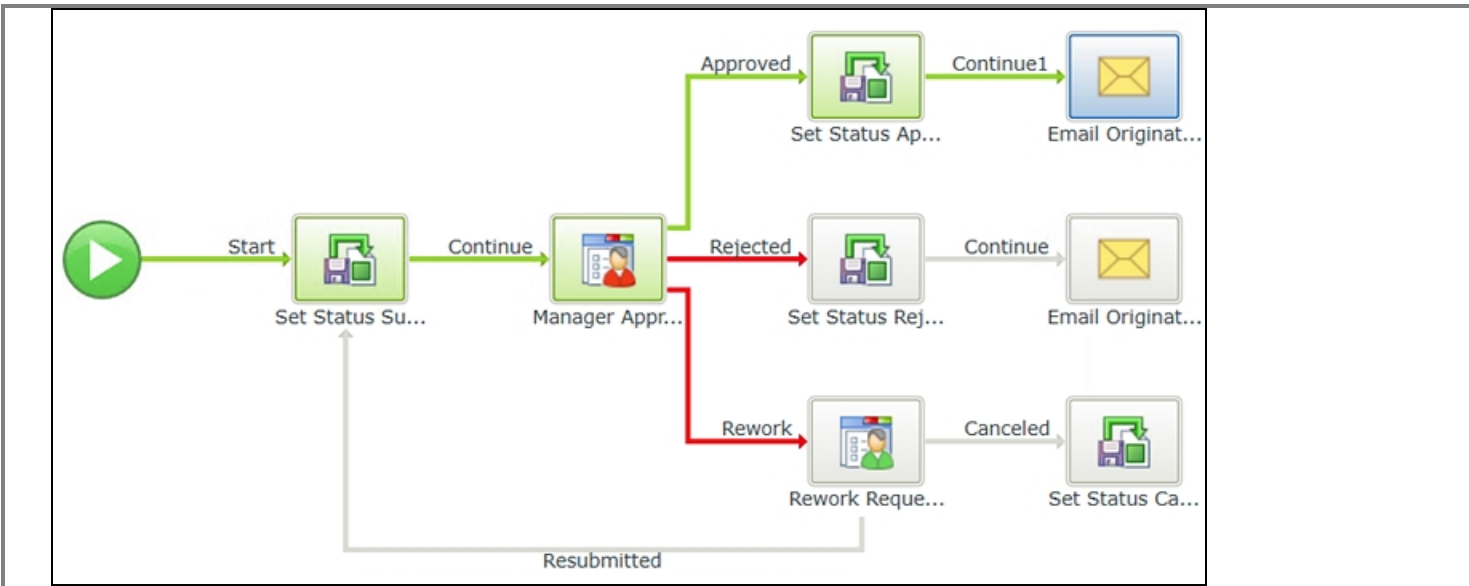 Approved
Continue1
Set Status Ap...
Email Originat...
Start
Continue
Rejected
Continue
Set Status Su...
Manager Appr...
Set Status Rej...
Email Originat...
Rework
Canceled
Rework Reque...
Set Status Ca...
Resubmitted